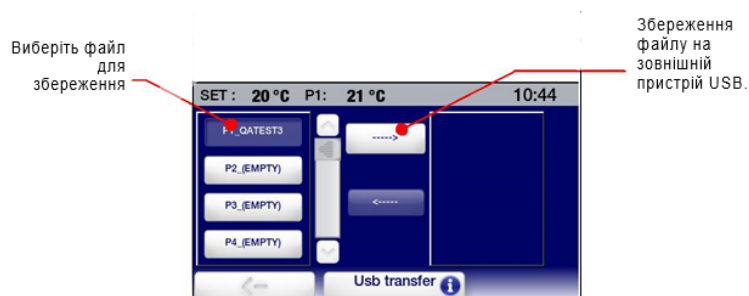 Виберіть файл
для
збереження
Збереження
файлу на
зовнішній
пристрій USB.
SET : 20 °C P1: 21 °C 10:44
P1_QATEST3
----->
P2_(EMPTY)
P3_(EMPTY)
<-----
P4_(EMPTY)
Usb transfer